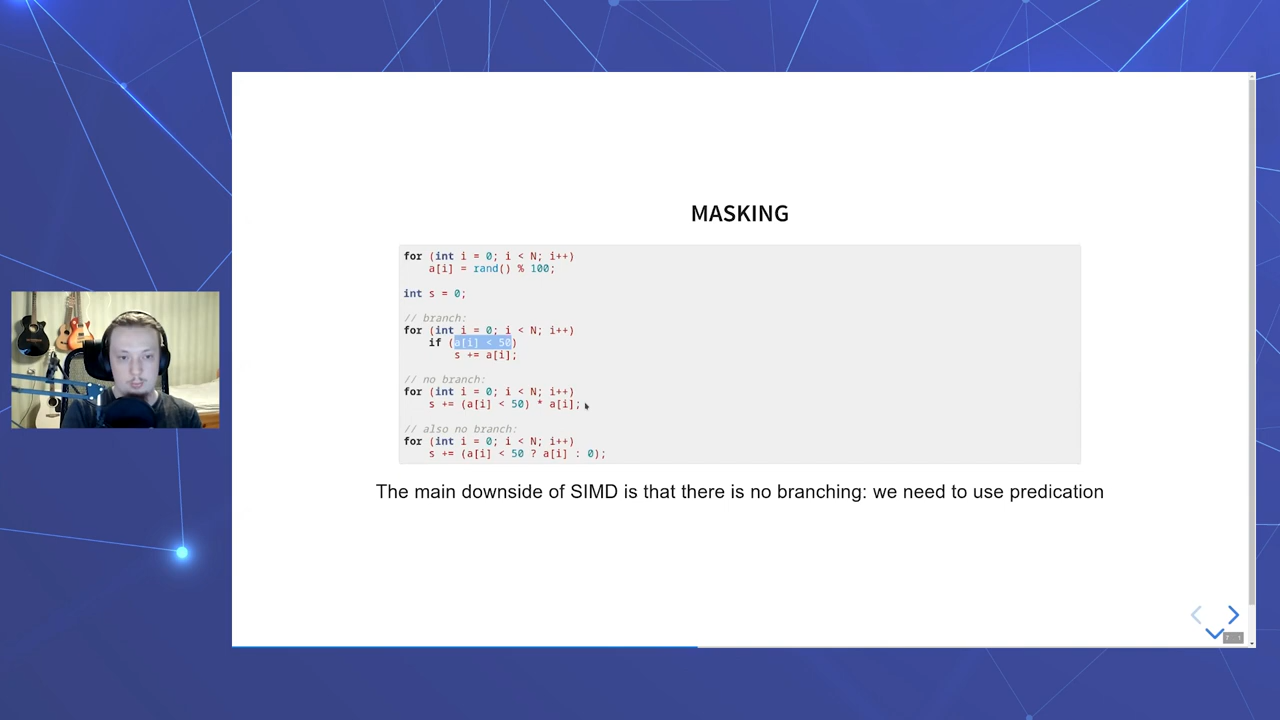 MASKING
for (int i = 0; i < N; i++)
    a[i] = rand() % 100;
int s = 0;
// branch:
for (int i = 0; i < N; i++)
    if (a[i] < 50)
        s += a[i];
// no branch:
for (int i = 0; i < N; i++)
    s += (a[i] < 50) * a[i];
// also no branch:
for (int i = 0; i < N; i++)
    s += (a[i] < 50 ? a[i] : 0);
The main downside of SIMD is that there is no branching: we need to use predication